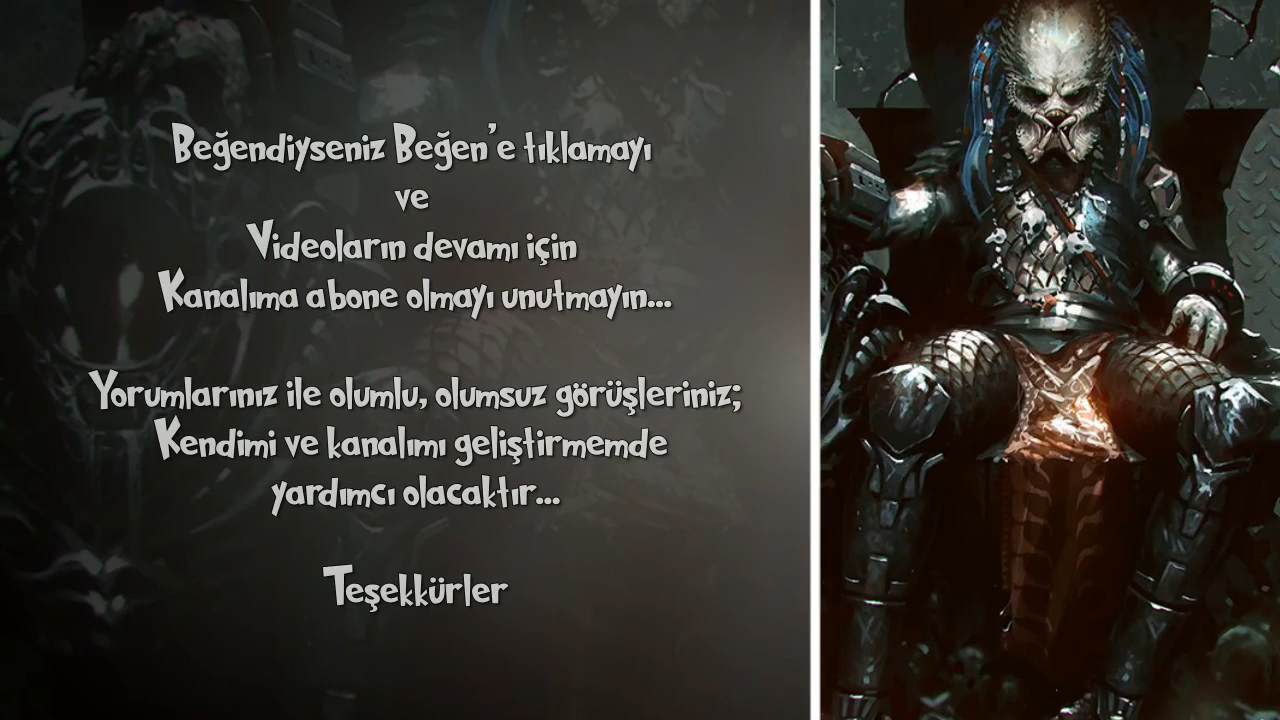 Beğendiyseniz Beğen'e tıklamayı
ve
Videoların devamı için
Kanalıma abone olmayı unutmayın...
Yorumlarınız ile olumlu, olumsuz görüşleriniz;
Kendimi ve kanalımı geliştirmemde
yardımcı olacaktır...
Teşekkürler